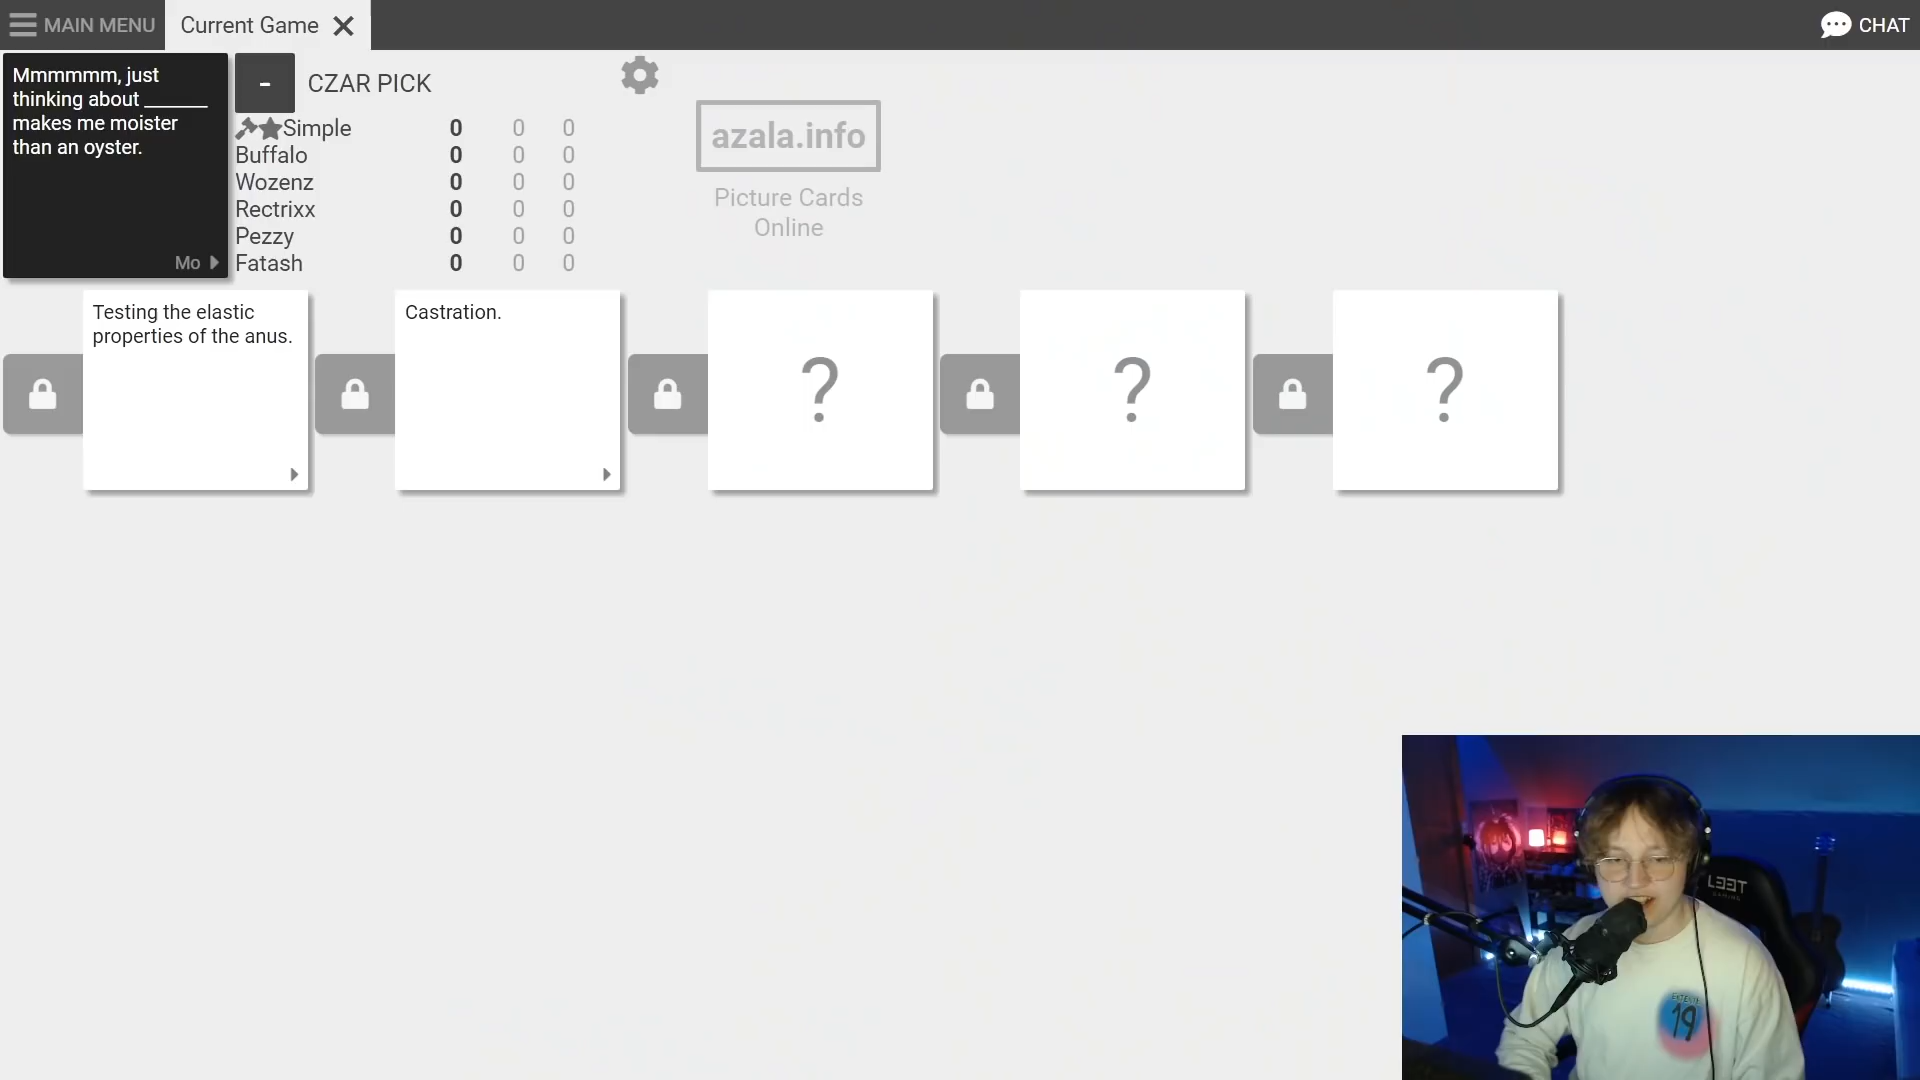 MAIN MENU
Current Game
CHAT
Mmmmmm, just
thinking about ______
makes me moister
than an oyster.
Mo
-
CZAR PICK
Simple 0 0 0
Buffalo 0 0 0
Wozenz 0 0 0
Rectrixx 0 0 0
Pezzy 0 0 0
Fatash 0 0 0
azala.info
Picture Cards
Online
Testing the elastic
properties of the anus.
Castration.
?
?
?
L33T
GAMING
19